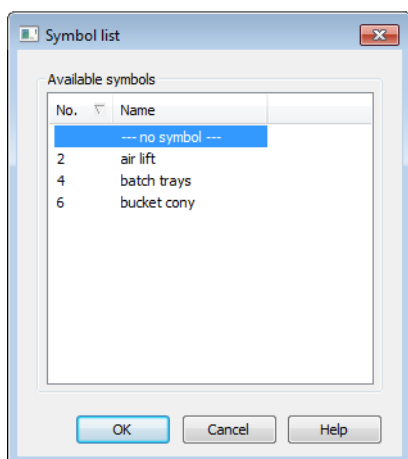 Symbol list
Available symbols
No. Name
--- no symbol ---
2 air lift
4 batch trays
6 bucket cony
OK Cancel Help